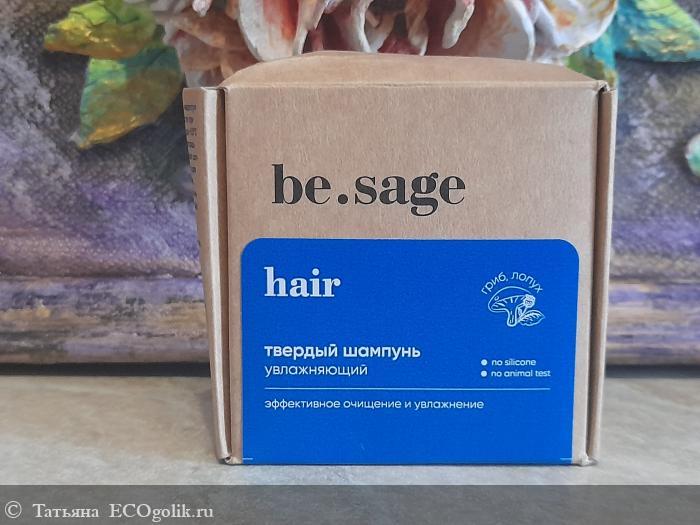 be.sage
hair
гриб, лопух
твердый шампунь
увлажняющий
no silicone
no animal test
эффективное очищение и увлажнение
© Татьяна ECOgolik.ru